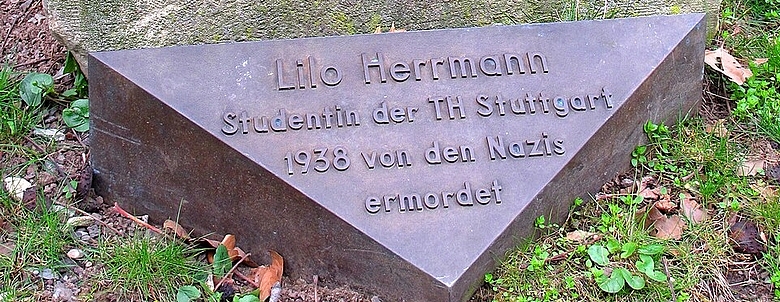 Lilo Herrmann
Studentin der TH Stuttgart
1938 von den Nazis
ermordet